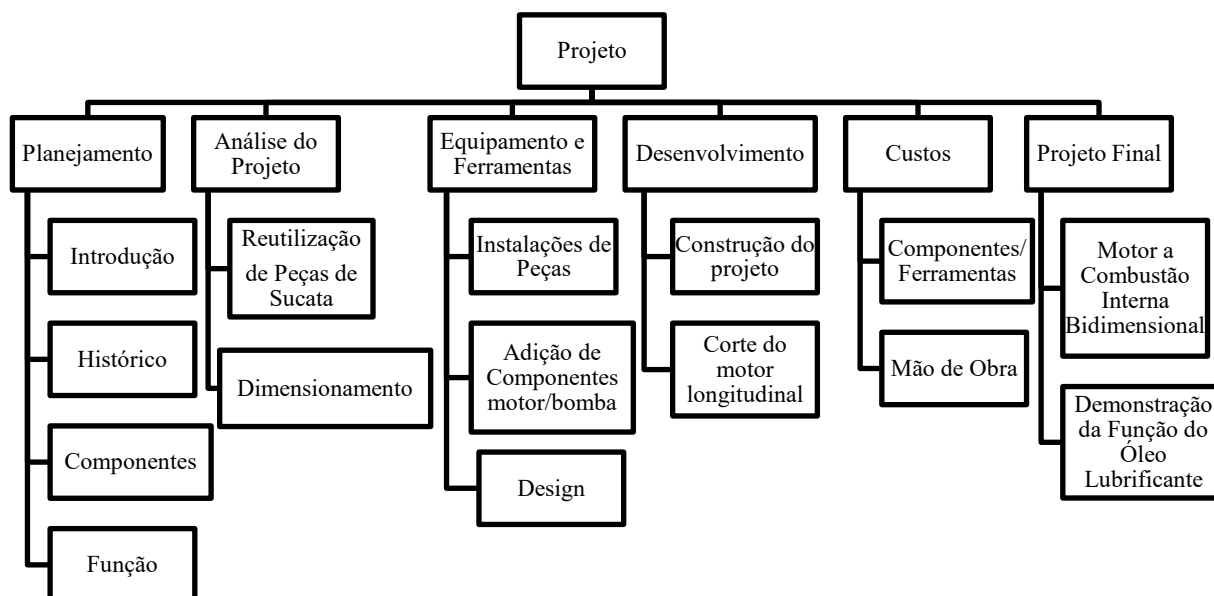 Projeto
Planejamento
Introdução
Histórico
Componentes
Função
Análise do
Projeto
Reutilização
de Peças de
Sucata
Dimensionamento
Equipamento e
Ferramentas
Instalações de
Peças
Adição de
Componentes
motor/bomba
Design
Desenvolvimento
Construção do
projeto
Corte do
motor
longitudinal
Custos
Componentes/
Ferramentas
Mão de Obra
Projeto Final
Motor a
Combustão
Interna
Bidimensional
Demonstração
da Função do
Óleo
Lubrificante